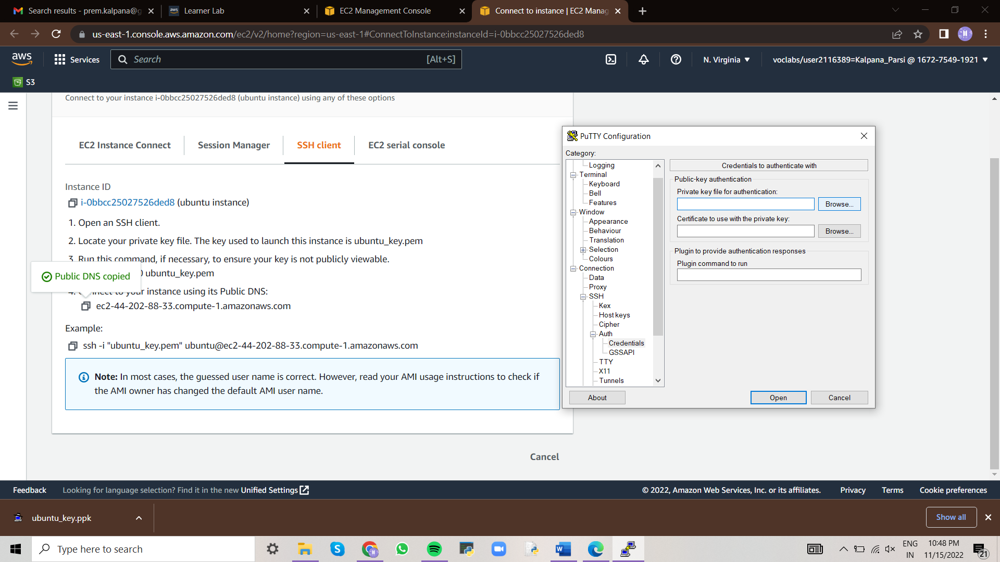 Search results - prem.kalpana@g
Learner Lab
EC2 Management Console
Connect to instance | EC2 Manag
us-east-1.console.aws.amazon.com/ec2/v2/home?region=us-east-1#ConnectToInstance:instanceId=i-0bbcc25027526ded8
aws
Services
Search
[Alt+S]
N. Virginia
voclabs/user2116389=Kalpana_Parsi @ 1672-7549-1921
S3
Connect to your instance i-0bbcc25027526ded8 (ubuntu instance) using any of these options
EC2 Instance Connect
Session Manager
SSH client
EC2 serial console
Instance ID
i-0bbcc25027526ded8 (ubuntu instance)
1. Open an SSH client.
2. Locate your private key file. The key used to launch this instance is ubuntu_key.pem
3. Run this command, if necessary, to ensure your key is not publicly viewable.
ubuntu_key.pem
Public DNS copied
your instance using its Public DNS:
ec2-44-202-88-33.compute-1.amazonaws.com
Example:
ssh -i "ubuntu_key.pem" ubuntu@ec2-44-202-88-33.compute-1.amazonaws.com
Note: In most cases, the guessed user name is correct. However, read your AMI usage instructions to check if
the AMI owner has changed the default AMI user name.
Cancel
PuTTY Configuration
Category:
Logging
Terminal
Keyboard
Bell
Features
Window
Appearance
Behaviour
Translation
Selection
Colours
Connection
Data
Proxy
SSH
Kex
Host keys
Cipher
Auth
Credentials
GSSAPI
TTY
X11
Tunnels
Credentials to authenticate with
Public-key authentication
Private key file for authentication:
Browse...
Certificate to use with the private key:
Browse...
Plugin to provide authentication responses
Plugin command to run
About
Open
Cancel
Feedback
Looking for language selection? Find it in the new Unified Settings
© 2022, Amazon Web Services, Inc. or its affiliates.
Privacy
Terms
Cookie preferences
ubuntu_key.ppk
Show all
Type here to search
ENG
IN
10:48 PM
11/15/2022
21